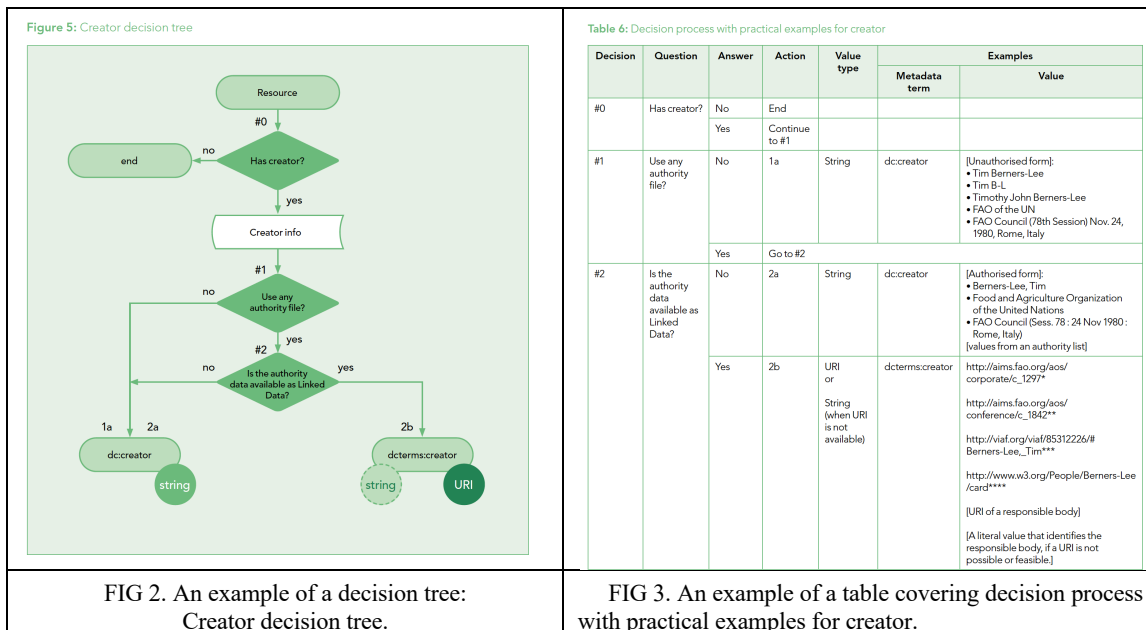 Figure 5: Creator decision tree
Resource
#0
Has creator?
no
end
yes
Creator info
#1
Use any
authority file?
no
yes
#2
Is the authority
data available as Linked
Data?
no
yes
1a
2a
2b
dc:creator
dcterms:creator
string
string
URI
FIG 2. An example of a decision tree:
Creator decision tree.
Table 6: Decision process with practical examples for creator
Decision Question Answer Action Value type Examples
Metadata term Value
#0 Has creator? No End
Yes Continue
to #1
#1 Use any No 1a String dc:creator [Unauthorised form]:
authority • Tim Berners-Lee
file? • Tim B-L
• Timothy John Berners-Lee
• FAO of the UN
• FAO Council (78th Session) Nov. 24,
1980, Rome, Italy
Yes Go to #2
#2 Is the No 2a String dc:creator [Authorised form]:
authority • Berners-Lee, Tim
data • Food and Agriculture Organization
available as of the United Nations
Linked • FAO Council (Sess. 78 : 24 Nov 1980 :
Data? Rome, Italy)
[values from an authority list]
Yes 2b URI dcterms:creator http://aims.fao.org/aos/
or corporate/c_1297*
String http://aims.fao.org/aos/
(when URI conference/c_1842**
is not
available) http://viaf.org/viaf/85312226/#
Berners-Lee,_Tim***
http://www.w3.org/People/Berners-Lee
/card****
[URI of a responsible body]
[A literal value that identifies the
responsible body, if a URI is not
possible or feasible.]
FIG 3. An example of a table covering decision process
with practical examples for creator.